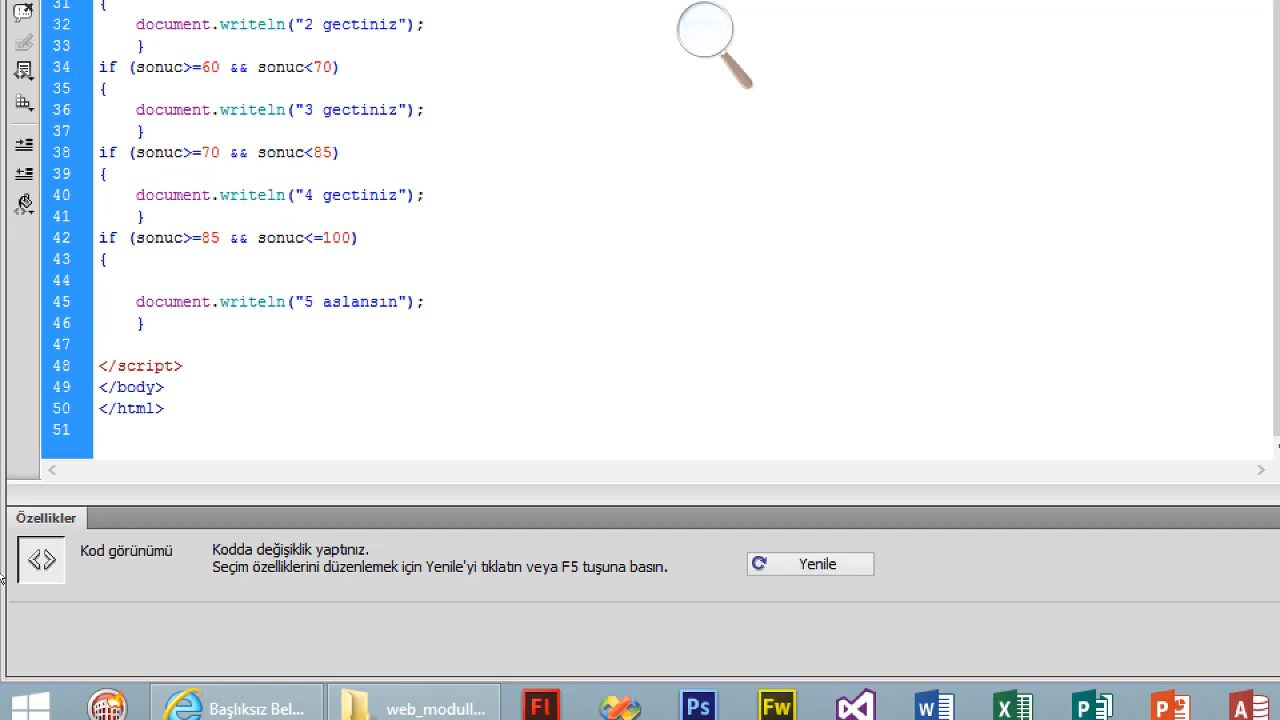 31 {
32 document.writeln("2 gectiniz");
33 }
34 if (sonuc>=60 && sonuc<70)
35 {
36 document.writeln("3 gectiniz");
37 }
38 if (sonuc>=70 && sonuc<85)
39 {
40 document.writeln("4 gectiniz");
41 }
42 if (sonuc>=85 && sonuc<=100)
43 {
44
45 document.writeln("5 aslansın");
46 }
47
48 </script>
49 </body>
50 </html>
51
Özellikler
Kod görünümü
Kodda değişiklik yaptınız.
Seçim özelliklerini düzenlemek için Yenile'yi tıklatın veya F5 tuşuna basın.
Yenile
Başlıksız Bel... web_modull... Fl Ps Fw W X P P A